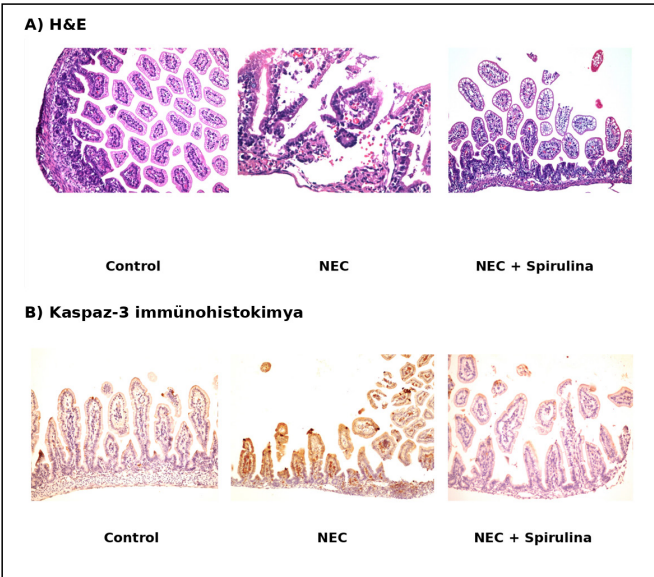 A) H&E
Control
NEC
NEC + Spirulina
B) Kaspaz-3 immünohistokimya
Control
NEC
NEC + Spirulina